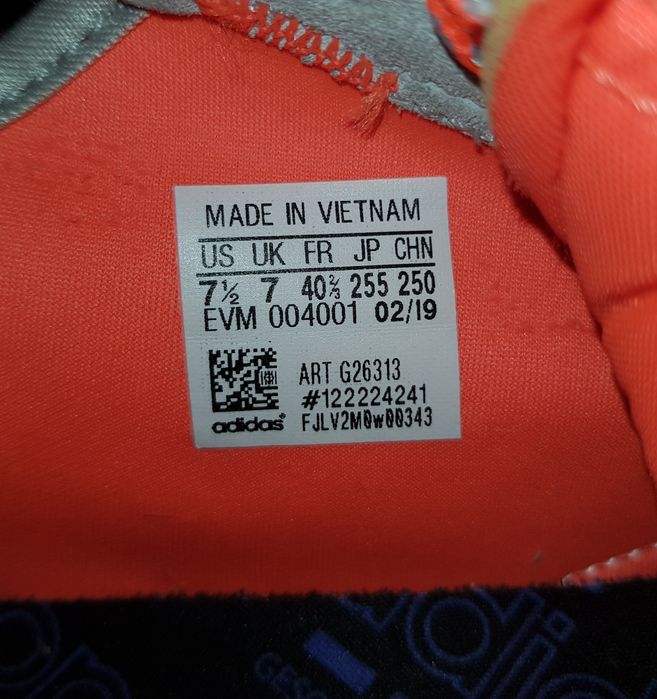 MADE IN VIETNAM
US UK FR JP CHN
7½ 7 40⅔ 255 250
EVM 004001 02/19
ART G26313
#122224241
adidas
FJLV2M0w00343